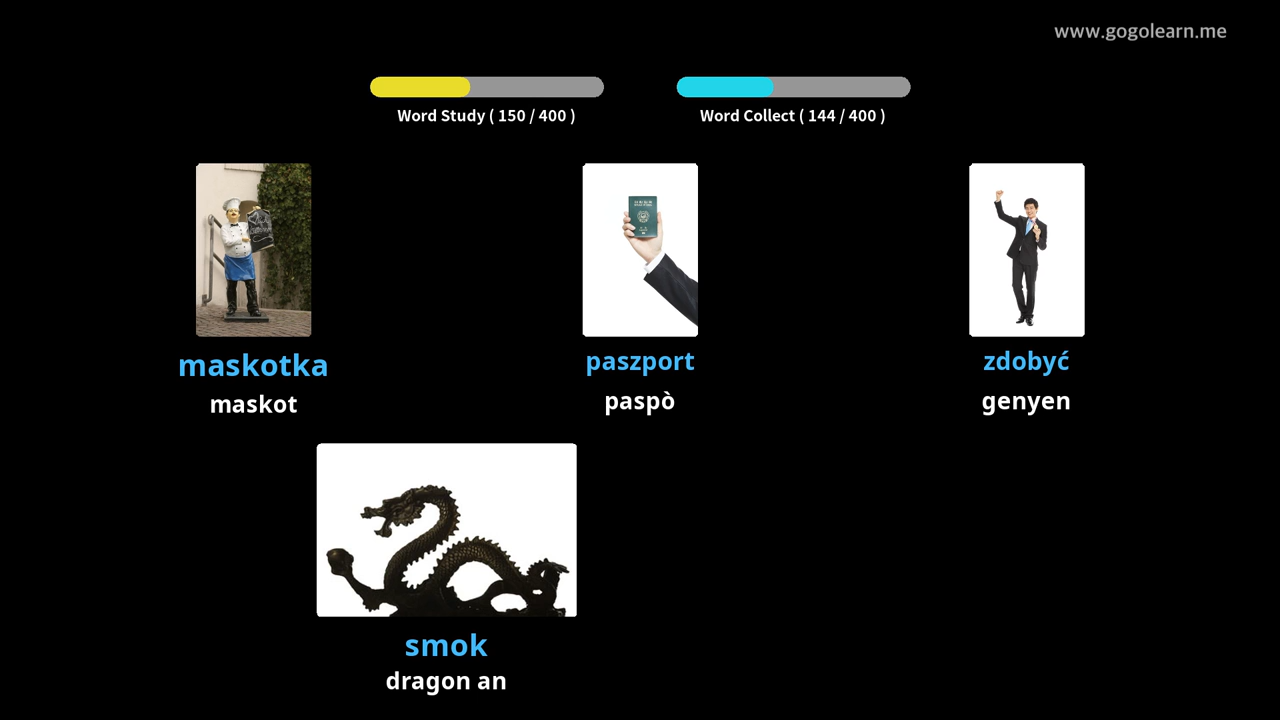 www.gogolearn.me
Word Study ( 150 / 400 )
Word Collect ( 144 / 400 )
maskotka
maskot
paszport
paspò
zdobyć
genyen
smok
dragon an